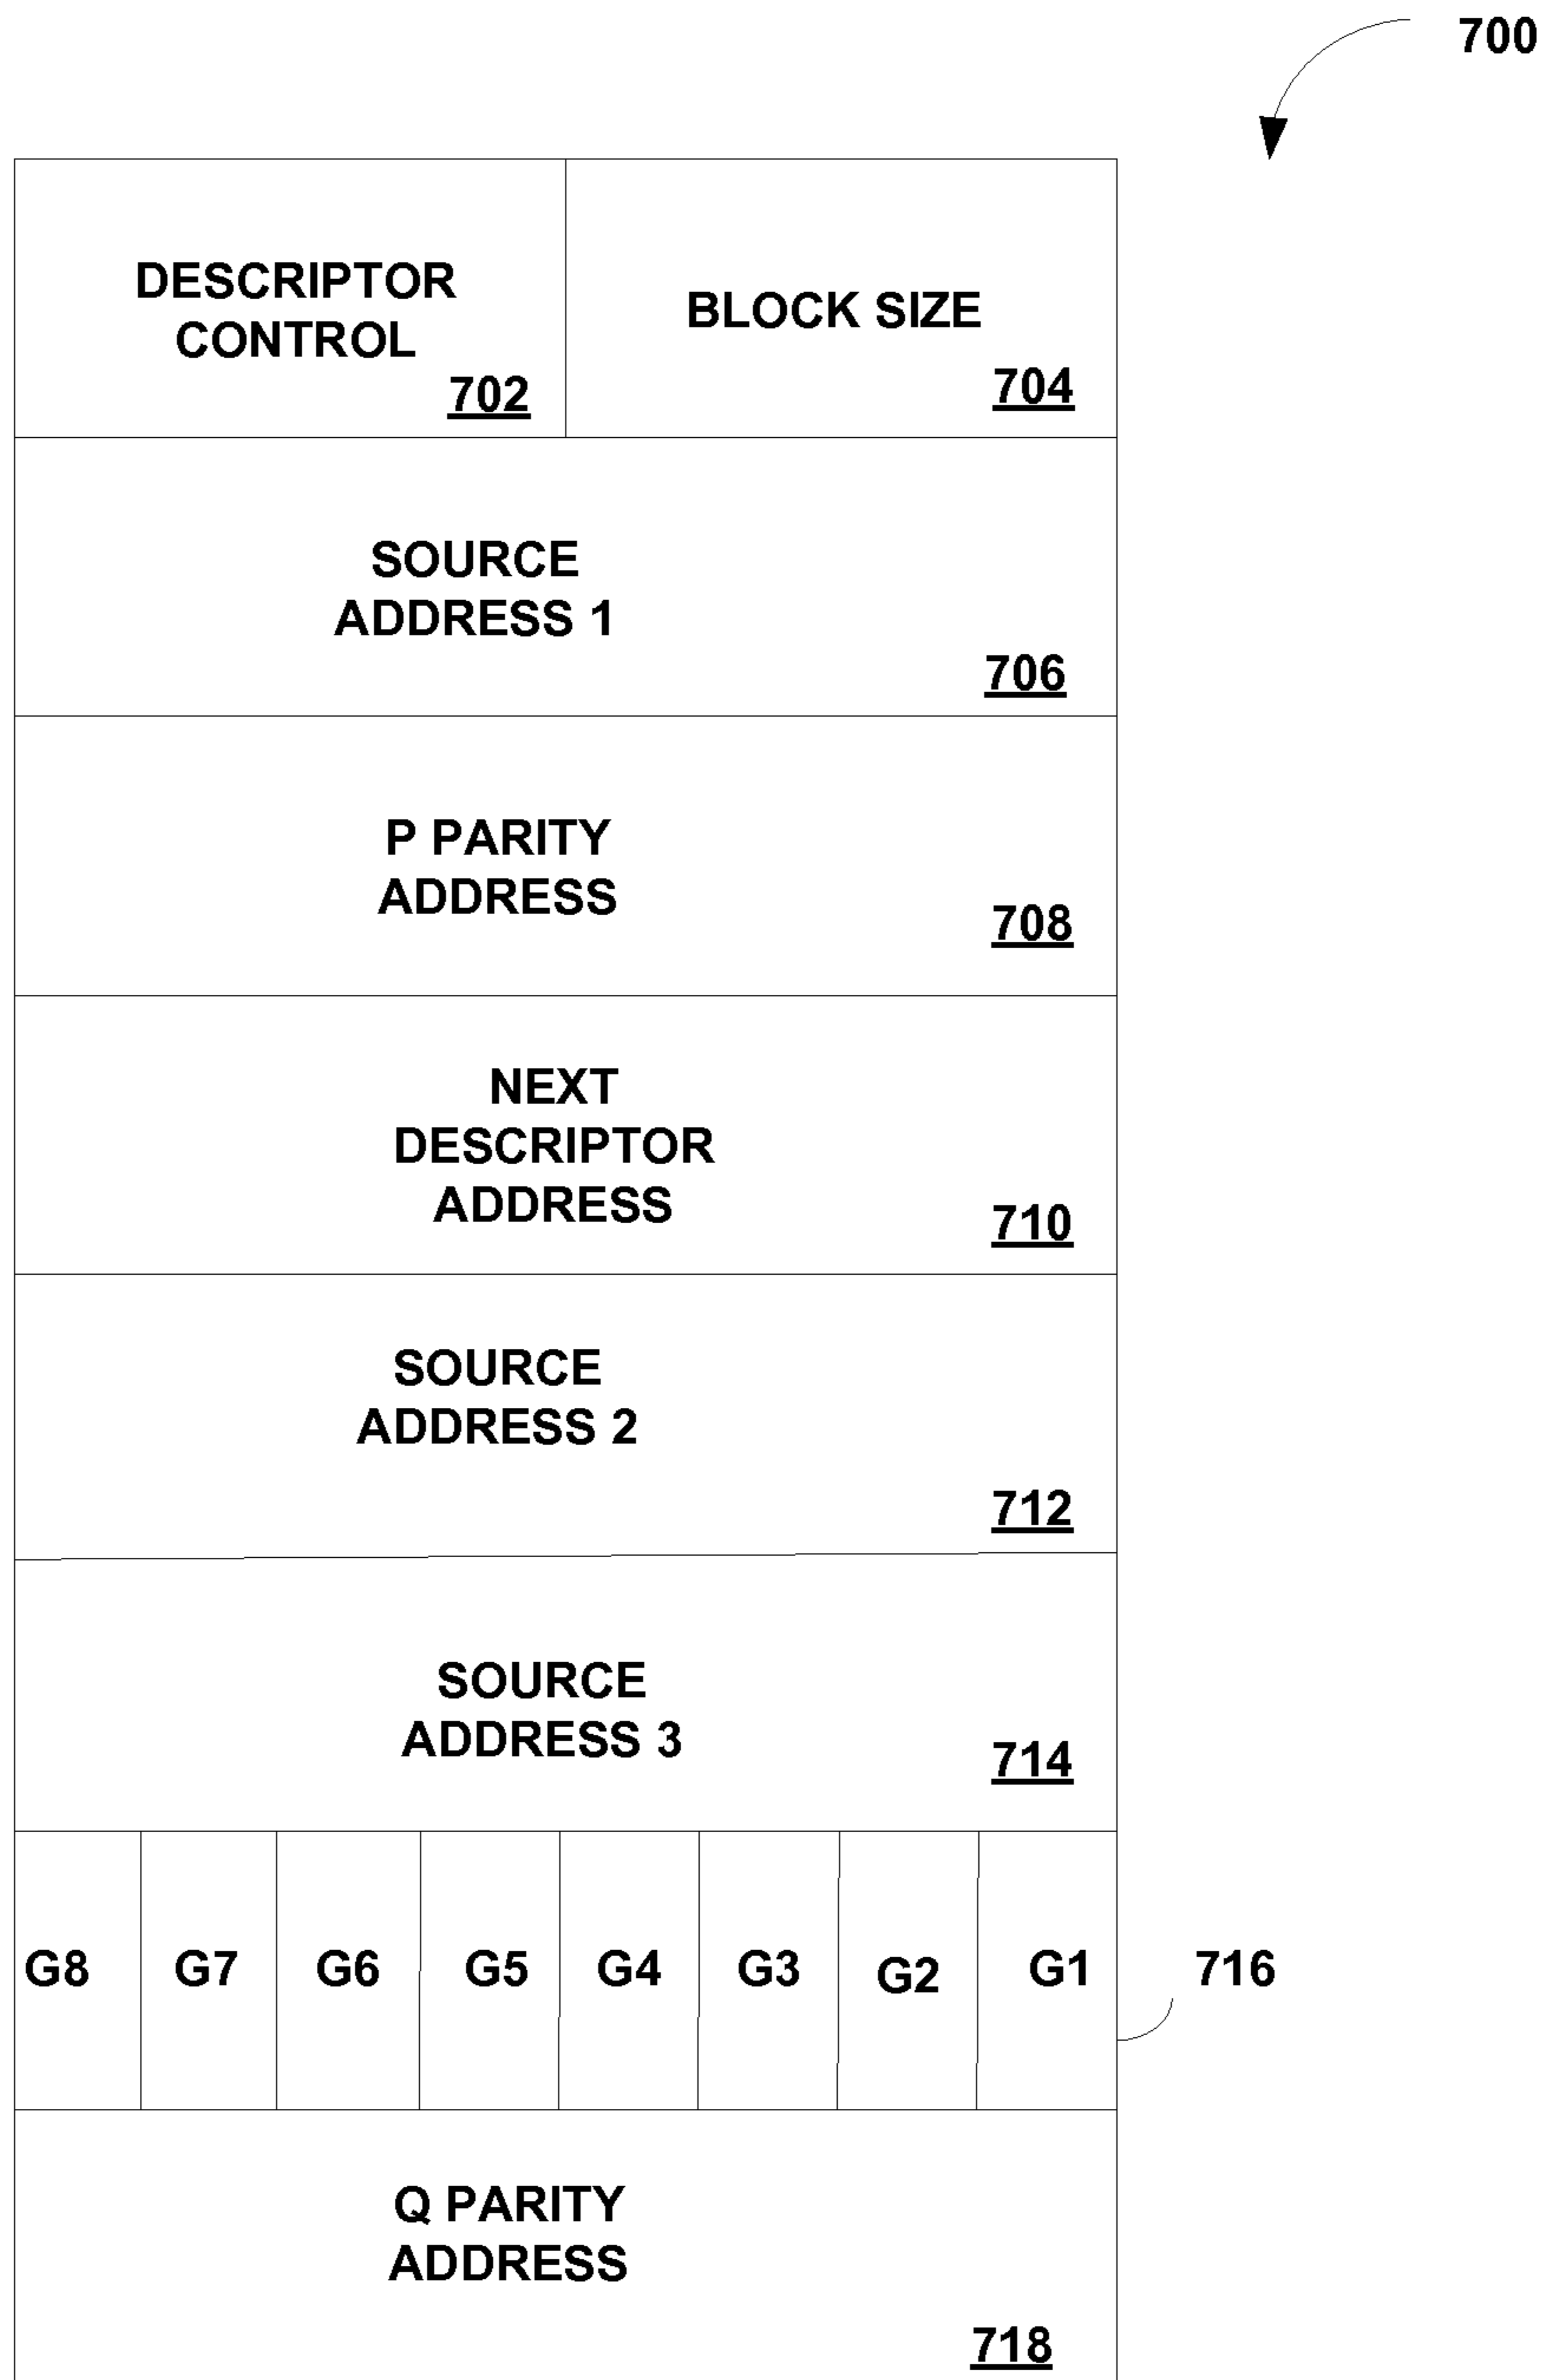 700
DESCRIPTOR
CONTROL
702
BLOCK SIZE
704
SOURCE
ADDRESS 1
706
P PARITY
ADDRESS
708
NEXT
DESCRIPTOR
ADDRESS
710
SOURCE
ADDRESS 2
712
SOURCE
ADDRESS 3
714
G8 G7 G6 G5 G4 G3 G2 G1 716
Q PARITY
ADDRESS
718